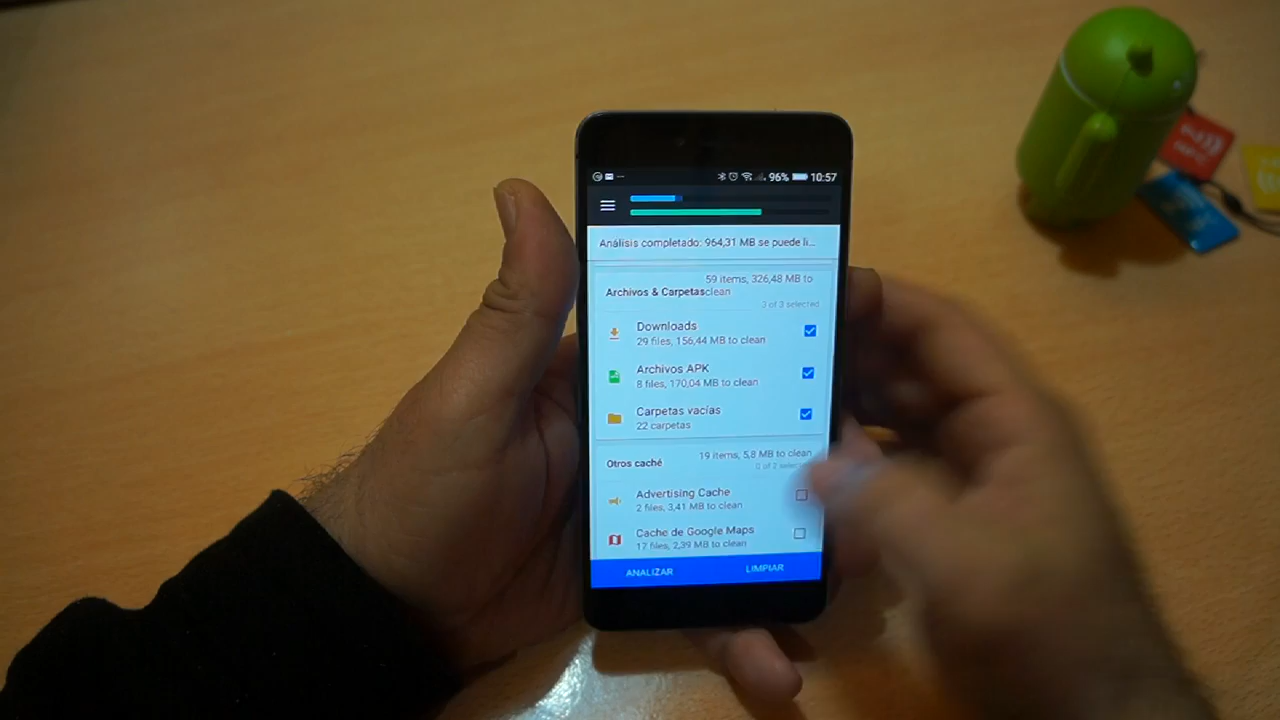 96% 10:57
Análisis completado: 964,31 MB se puede li...
59 items, 326,48 MB to
Archivos & Carpetas clean
3 of 3 selected
Downloads
29 files, 156,44 MB to clean
Archivos APK
8 files, 170,04 MB to clean
Carpetas vacías
22 carpetas
19 items, 5,8 MB to clean
Otros caché
0 of 2 selected
Advertising Cache
2 files, 3,41 MB to clean
Cache de Google Maps
17 files, 2,39 MB to clean
ANALIZAR LIMPIAR